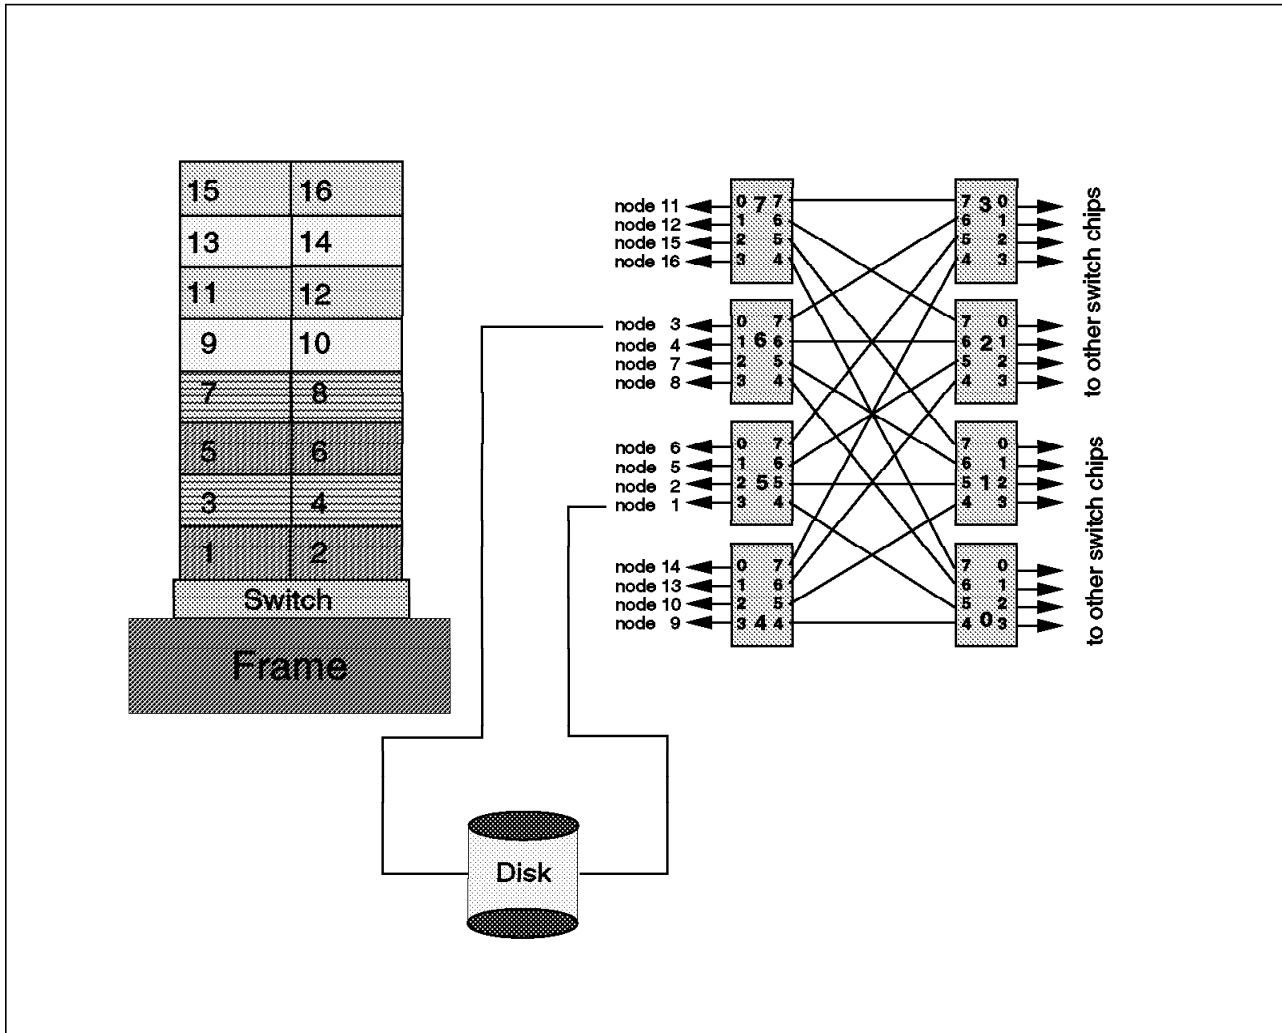 15 16
13 14
11 12
9 10
7 8
5 6
3 4
1 2
Switch
Frame
node 11 0 7 7
node 12 1 6
node 15 2 5
node 16 3 4
node 3 0 7
node 4 1 6 6
node 7 2 5
node 8 3 4
node 6 0 7
node 5 1 6
node 2 2 5 5
node 1 3 4
node 14 0 7
node 13 1 6
node 10 2 5
node 9 3 4 4
7 3 0
6 1
5 2
4 3
7 0
6 2 1
5 2
4 3
7 0
6 1
5 1 2
4 3
7 0
6 1
5 2
4 0 3
to other switch chips
to other switch chips
Disk